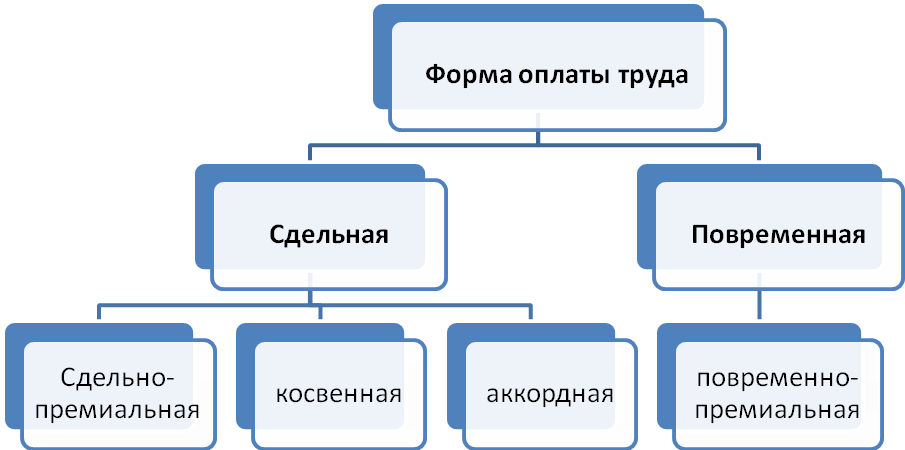 Форма оплаты труда
Сдельная
Повременная
Сдельно-
премиальная
косвенная
аккордная
повременно-
премиальная